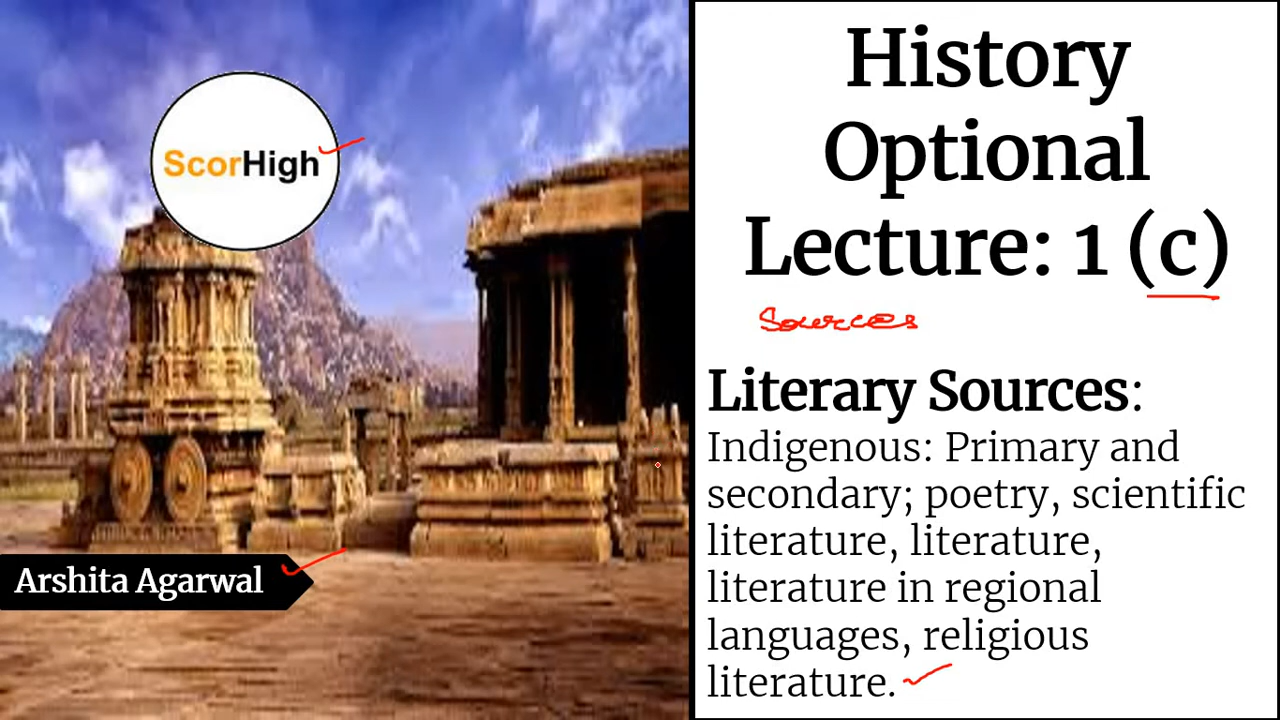 ScorHigh
Arshita Agarwal
History
Optional
Lecture: 1 (c)
Sources
Literary Sources:
Indigenous: Primary and
secondary; poetry, scientific
literature, literature,
literature in regional
languages, religious
literature.